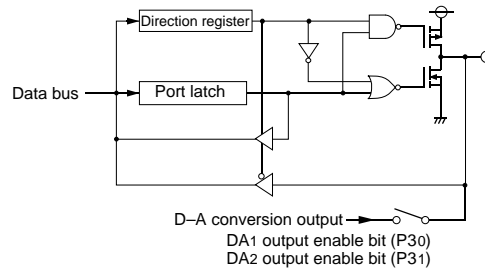 Direction register
Data bus
Port latch
D–A conversion output
DA1 output enable bit (P30)
DA2 output enable bit (P31)